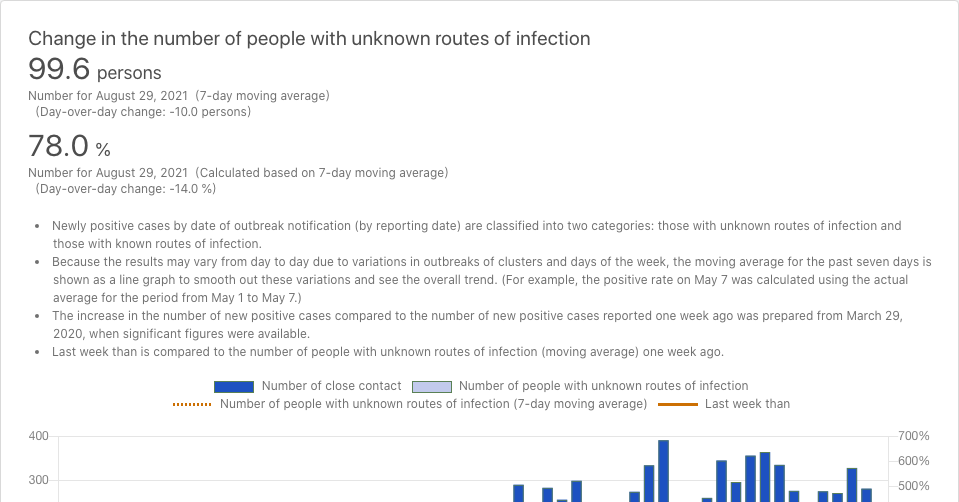 Change in the number of people with unknown routes of infection
99.6 persons
Number for August 29, 2021 (7-day moving average)
(Day-over-day change: -10.0 persons)
78.0 %
Number for August 29, 2021 (Calculated based on 7-day moving average)
(Day-over-day change: -14.0 %)
• Newly positive cases by date of outbreak notification (by reporting date) are classified into two categories: those with unknown routes of infection and
those with known routes of infection.
• Because the results may vary from day to day due to variations in outbreaks of clusters and days of the week, the moving average for the past seven days is
shown as a line graph to smooth out these variations and see the overall trend. (For example, the positive rate on May 7 was calculated using the actual
average for the period from May 1 to May 7.)
• The increase in the number of new positive cases compared to the number of new positive cases reported one week ago was prepared from March 29,
2020, when significant figures were available.
• Last week than is compared to the number of people with unknown routes of infection (moving average) one week ago.
Number of close contact Number of people with unknown routes of infection
Number of people with unknown routes of infection (7-day moving average) Last week than
400 700%
600%
300 500%